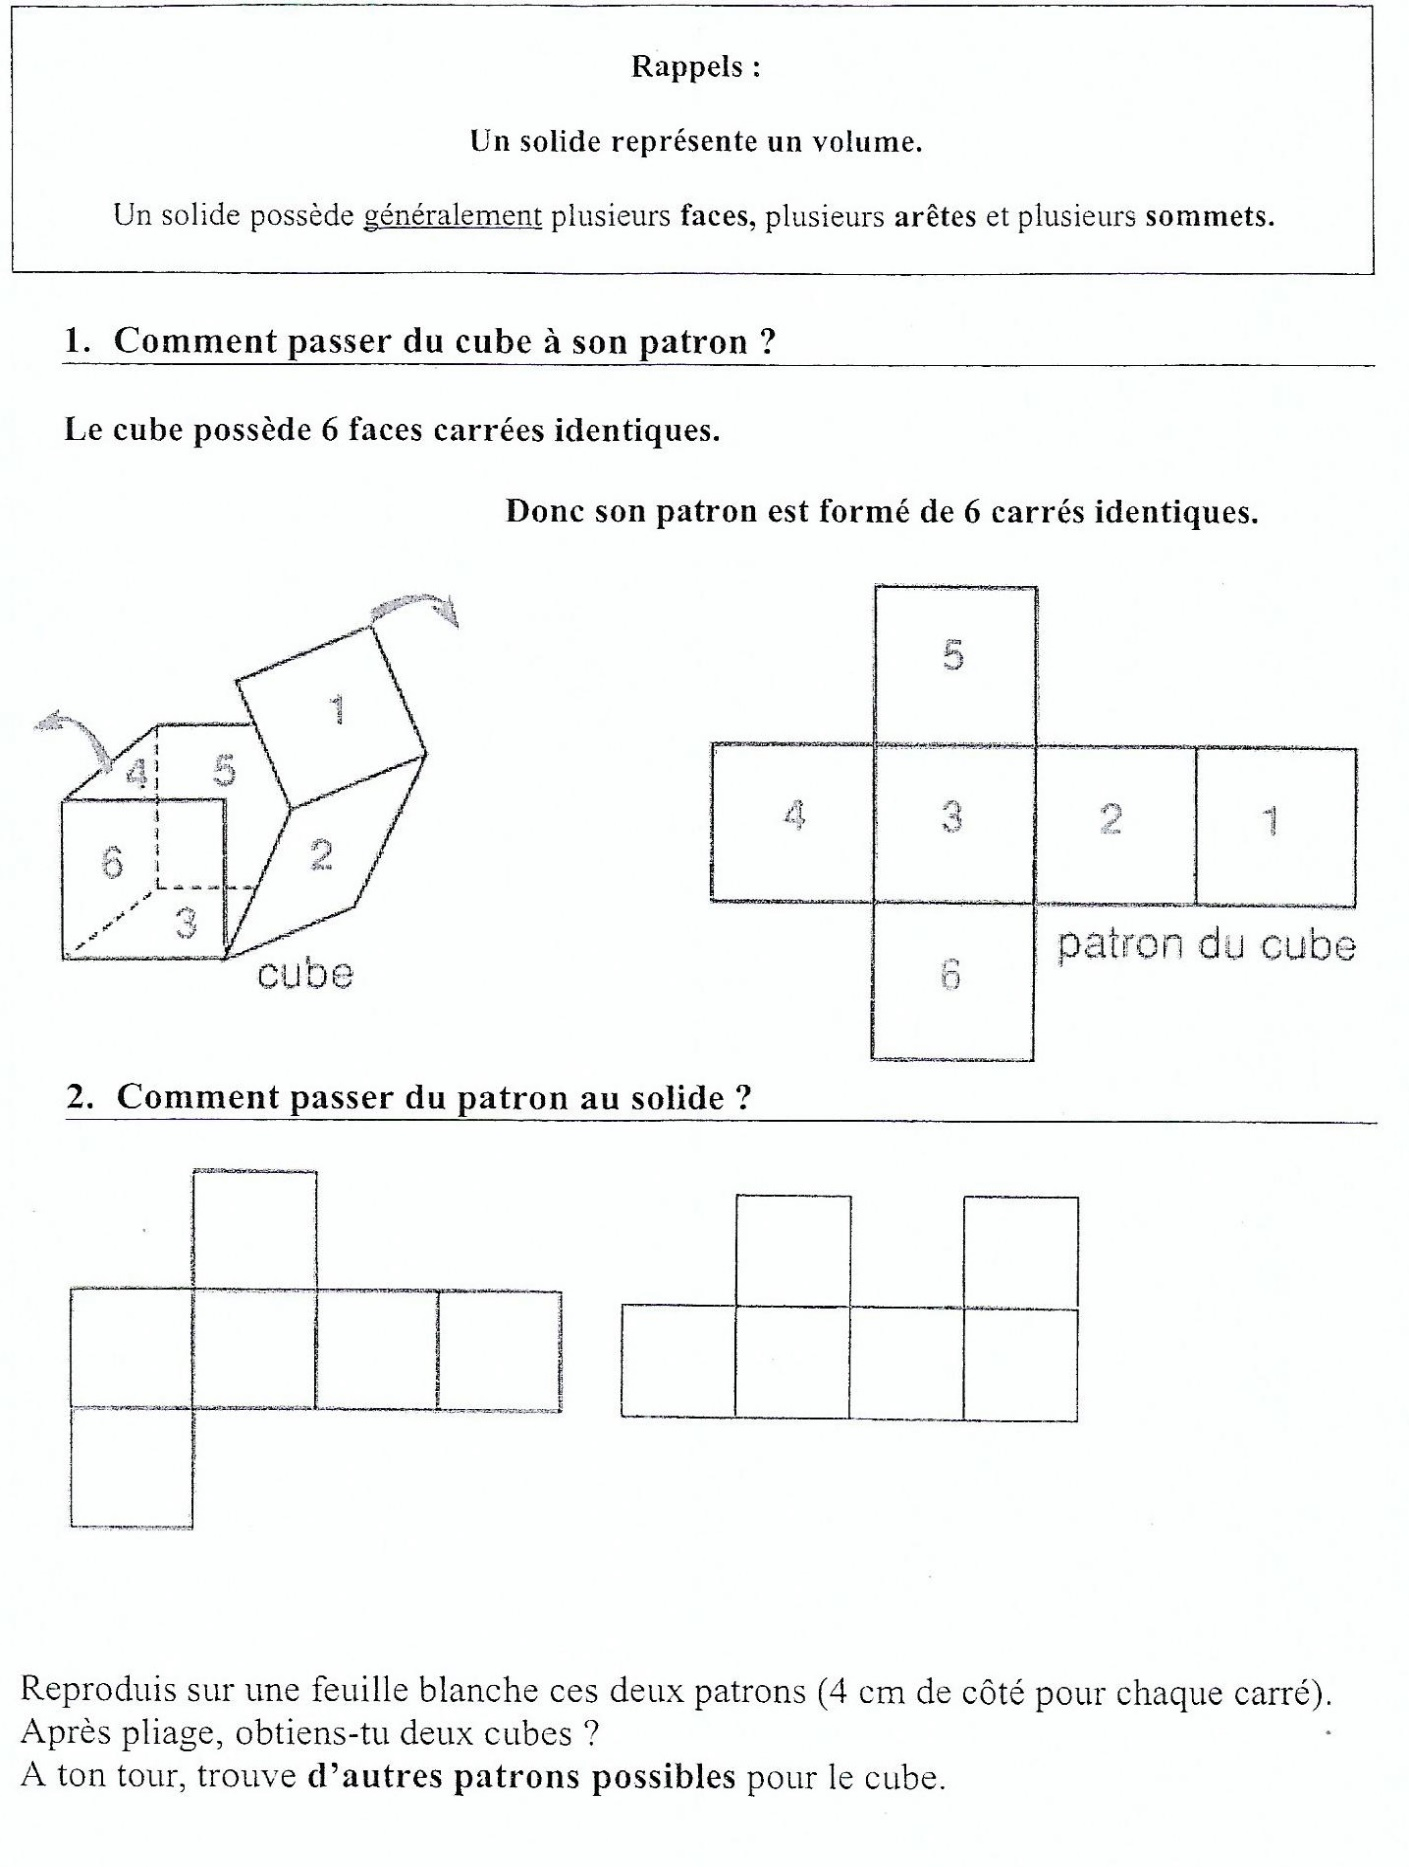 Rappels :
Un solide représente un volume.
Un solide possède généralement plusieurs faces, plusieurs arêtes et plusieurs sommets.
1. Comment passer du cube à son patron ?
Le cube possède 6 faces carrées identiques.
Donc son patron est formé de 6 carrés identiques.
1
4
5
6
2
3
cube
5
4 3 2 1
6
patron du cube
2. Comment passer du patron au solide ?
Reproduis sur une feuille blanche ces deux patrons (4 cm de côté pour chaque carré).
Après pliage, obtiens-tu deux cubes ?
A ton tour, trouve d'autres patrons possibles pour le cube.